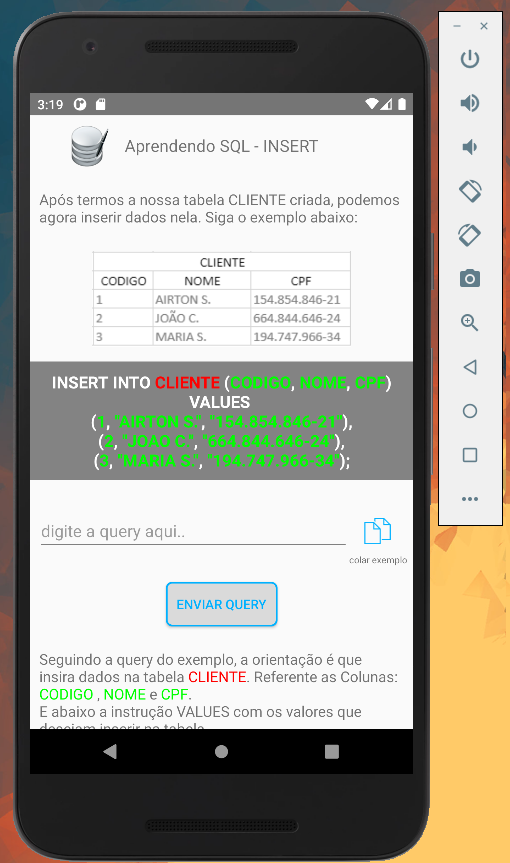 3:19
Aprendendo SQL - INSERT
Após termos a nossa tabela CLIENTE criada, podemos
agora inserir dados nela. Siga o exemplo abaixo:
CLIENTE
CODIGO NOME CPF
1 AIRTON S. 154.854.846-21
2 JOÃO C. 664.844.646-24
3 MARIA S. 194.747.966-34
INSERT INTO CLIENTE (CODIGO, NOME, CPF)
VALUES
(1, "AIRTON S.", "154.854.846-21"),
(2, "JOÃO C.", "664.844.646-24"),
(3, "MARIA S.", "194.747.966-34");
digite a query aqui..
colar exemplo
ENVIAR QUERY
Seguindo a query do exemplo, a orientação é que
insira dados na tabela CLIENTE. Referente as Colunas:
CODIGO , NOME e CPF.
E abaixo a instrução VALUES com os valores que
desejam inserir na tabela